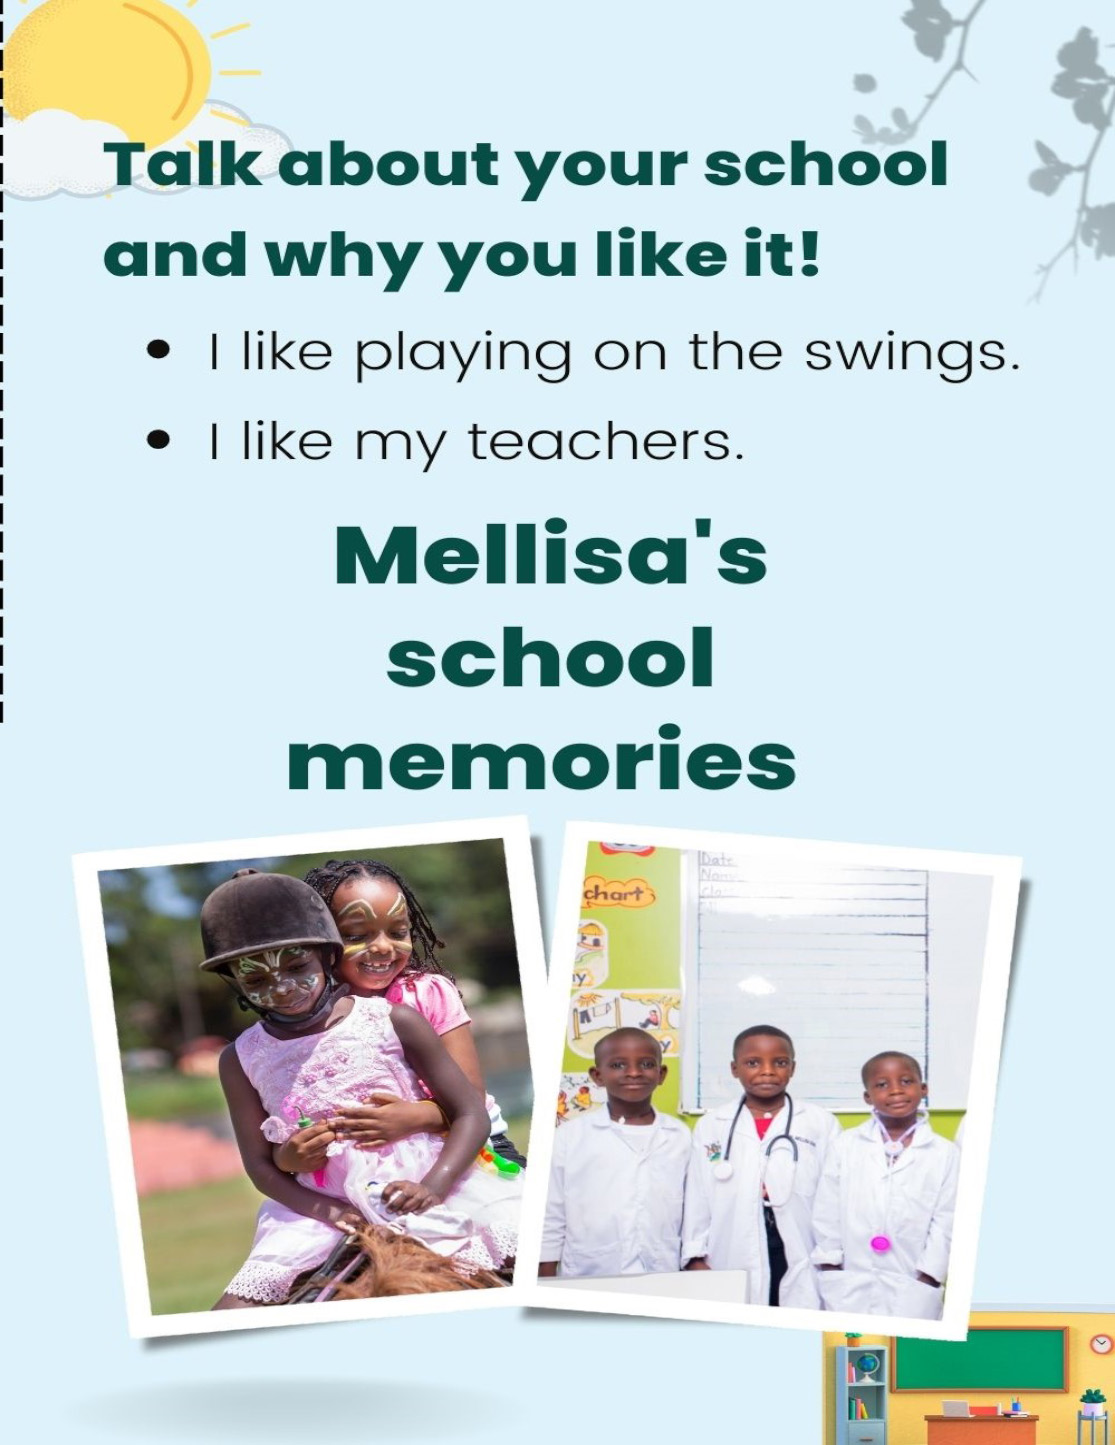 Talk about your school
and why you like it!
• I like playing on the swings.
• I like my teachers.
Mellisa's
school
memories
chart
Date
Name